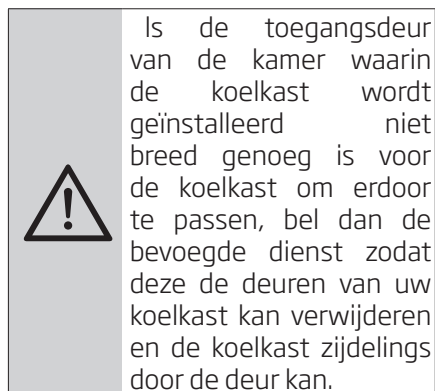 Is de toegangsdeur
van de kamer waarin
de koelkast wordt
geïnstalleerd niet
breed genoeg is voor
de koelkast om erdoor
te passen, bel dan de
bevoegde dienst zodat
deze de deuren van uw
koelkast kan verwijderen
en de koelkast zijdelings
door de deur kan.